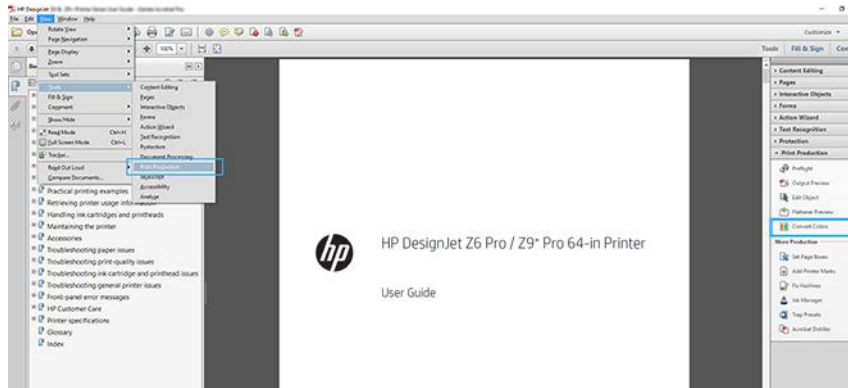 File Edit View Window Help
Customize
100%
Tools Fill & Sign
Rotate View
Page Navigation
Page Display
Zoom
Tool Sets
Tools
Fill & Sign
Comment
Show/Hide
Read Mode Ctrl+H
Full Screen Mode Ctrl+L
Tracker...
Read Out Loud
Compare Documents...
Content Editing
Pages
Interactive Objects
Forms
Action Wizard
Text Recognition
Protection
Document Processing
Print Production
JavaScript
Accessibility
Analyze
Practical printing examples
Retrieving printer usage
Handling ink cartridges and printheads
Maintaining the printer
Accessories
Troubleshooting paper issues
Troubleshooting print-quality issues
Troubleshooting ink cartridge and printhead issues
Troubleshooting general printer issues
Front-panel error messages
HP Customer Care
Printer specifications
Glossary
Index
hp
HP DesignJet Z6 Pro / Z9⁺ Pro 64-in Printer
User Guide
Content Editing
Pages
Interactive Objects
Forms
Action Wizard
Text Recognition
Protection
Print Production
Preflight
Output Preview
Edit Object
Flattener Preview
Convert Colors
More Production
Set Page Boxes
Add Printer Marks
Fix Hairlines
Ink Manager
Trap Presets
Acrobat Distiller